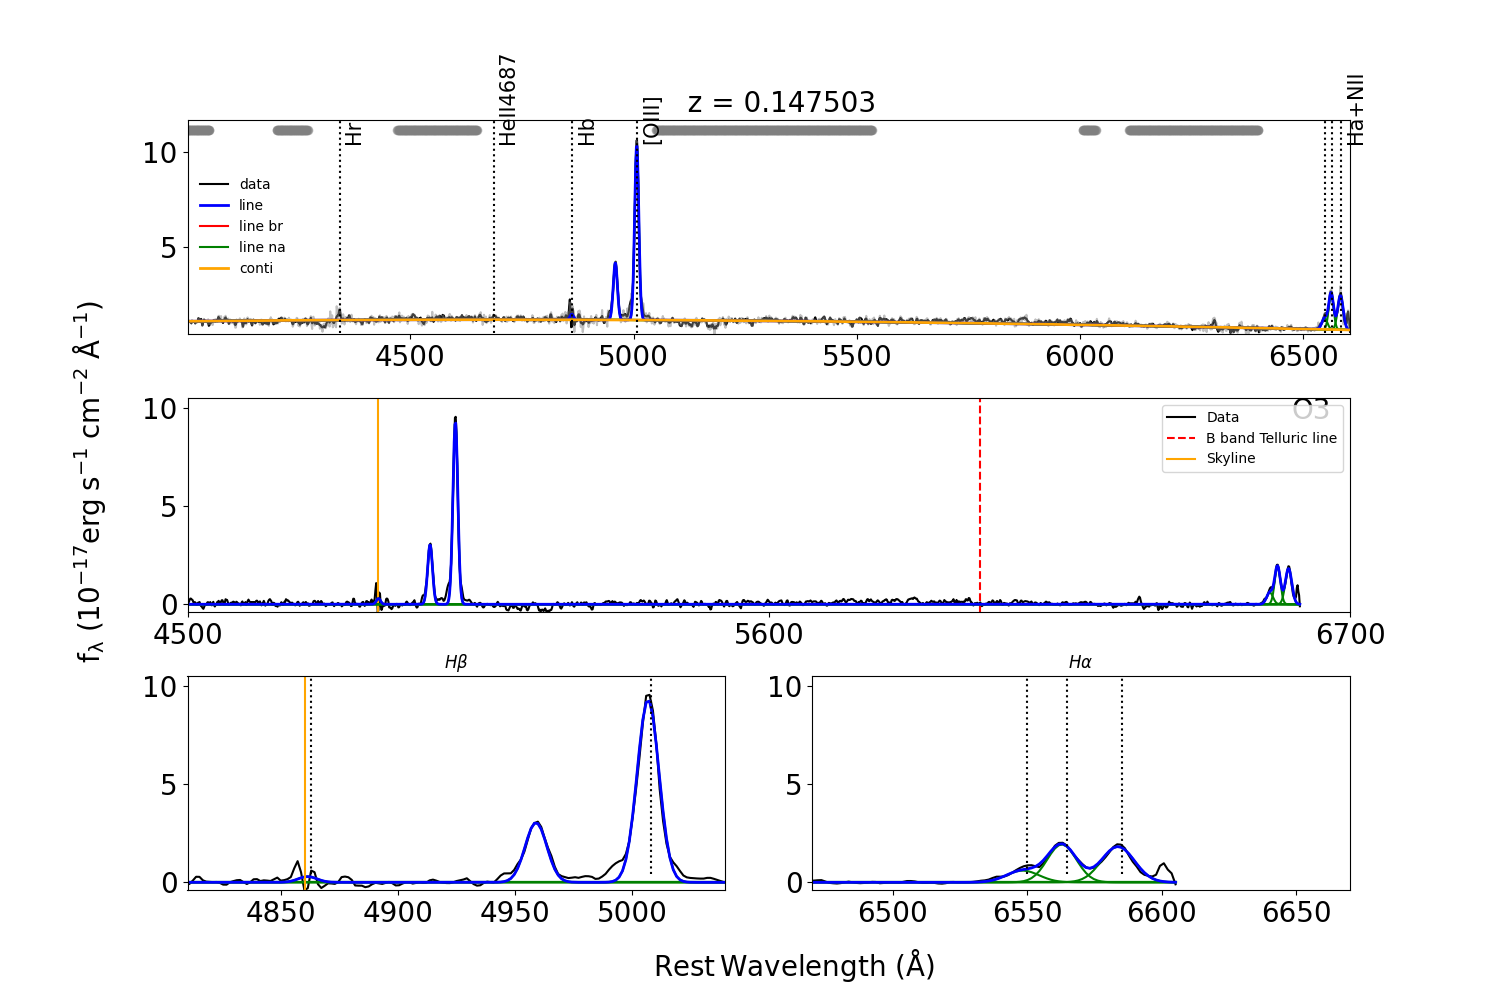 z = 0.147503
Hr
HeII4687
Hb
[OIII]
Ha+NII
10
5
data
line
line br
line na
conti
4500 5000 5500 6000 6500
fλ (10⁻¹⁷erg s⁻¹ cm⁻² Å⁻¹)
10
5
0
O3
Data
B band Telluric line
Skyline
4500 5600 6700
Hβ
10
5
0
4850 4900 4950 5000
Hα
10
5
0
6500 6550 6600 6650
Rest Wavelength (Å)